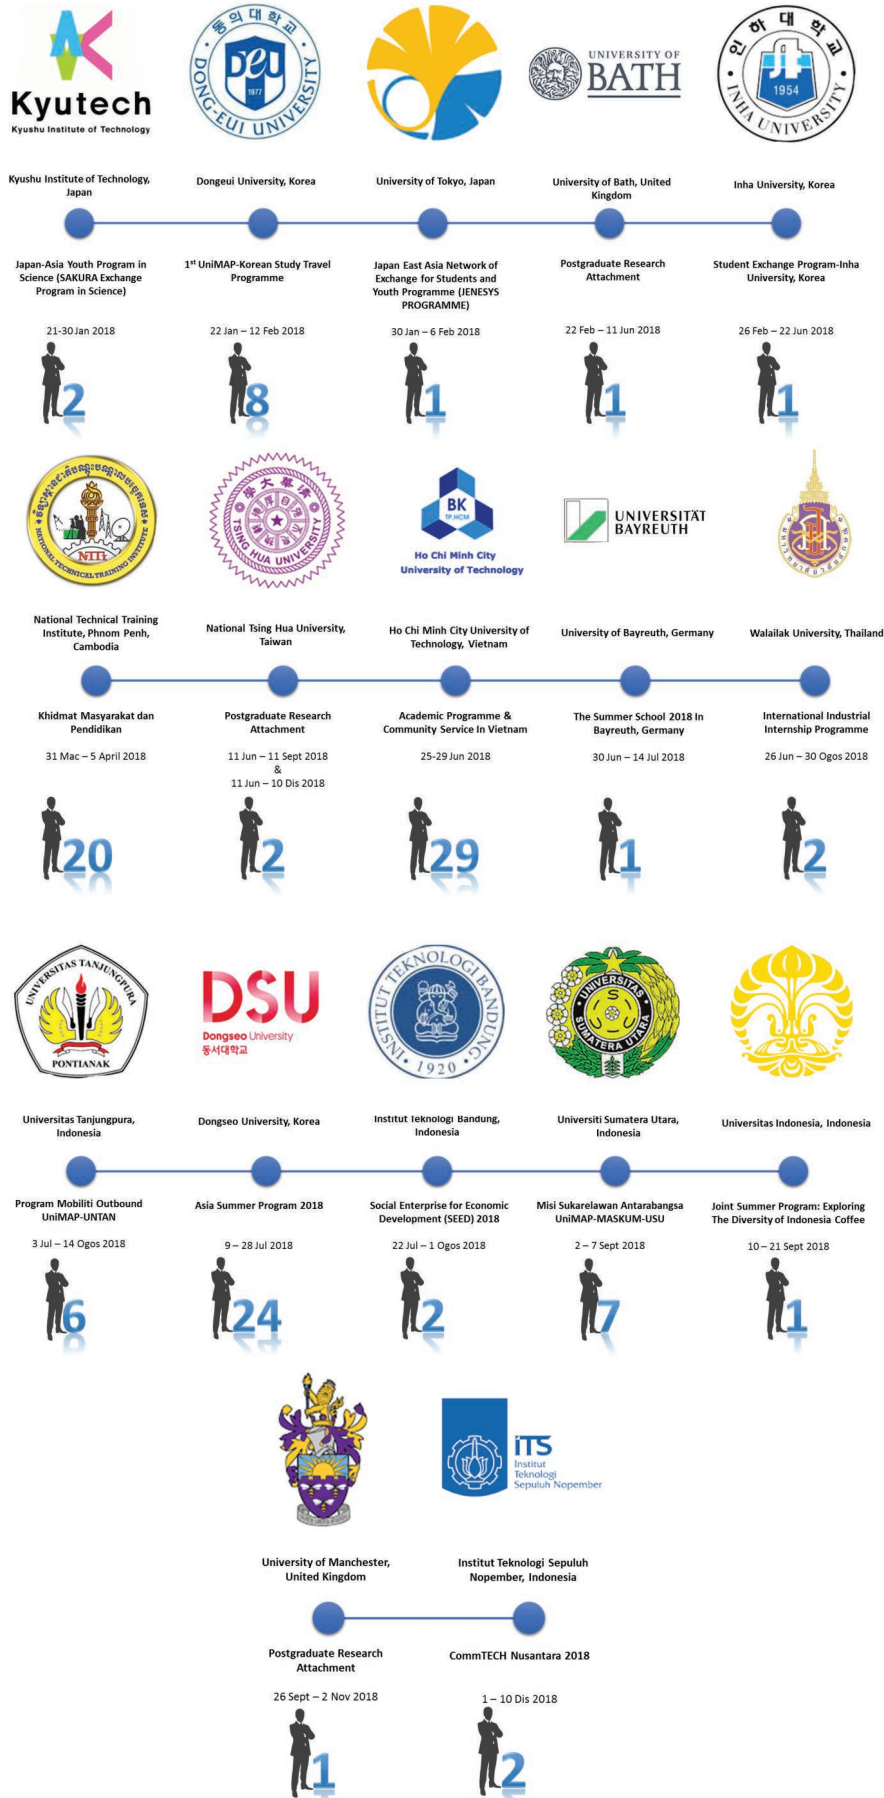 Kyutech
Kyushu Institute of Technology
동의대학교
DONG-EUI UNIVERSITY
DEU
1977
UNIVERSITY OF
BATH
인하대학교
1954
INHA UNIVERSITY
Kyushu Institute of Technology,
Japan
Dongeui University, Korea
University of Tokyo, Japan
University of Bath, United
Kingdom
Inha University, Korea
Japan-Asia Youth Program in
Science (SAKURA Exchange
Program in Science)
1st UniMAP-Korean Study Travel
Programme
Japan East Asia Network of
Exchange for Students and
Youth Programme (JENESYS
PROGRAMME)
Postgraduate Research
Attachment
Student Exchange Program-Inha
University, Korea
21-30 Jan 2018
22 Jan – 12 Feb 2018
30 Jan – 6 Feb 2018
22 Feb – 11 Jun 2018
26 Feb – 22 Jun 2018
2
8
1
1
1
NTTI
NATIONAL TECHNICAL TRAINING INSTITUTE
學大華清
TSING HUA UNIVERSITY
BK
TP.HCM
Ho Chi Minh City
University of Technology
UNIVERSITÄT
BAYREUTH
National Technical Training
Institute, Phnom Penh,
Cambodia
National Tsing Hua University,
Taiwan
Ho Chi Minh City University of
Technology, Vietnam
University of Bayreuth, Germany
Walailak University, Thailand
Khidmat Masyarakat dan
Pendidikan
Postgraduate Research
Attachment
Academic Programme &
Community Service In Vietnam
The Summer School 2018 In
Bayreuth, Germany
International Industrial
Internship Programme
31 Mac – 5 April 2018
11 Jun – 11 Sept 2018
&
11 Jun – 10 Dis 2018
25-29 Jun 2018
30 Jun – 14 Jul 2018
26 Jun – 30 Ogos 2018
20
2
29
1
2
UNIVERSITAS TANJUNGPURA
PONTIANAK
DSU
Dongseo University
동서대학교
INSTITUT TEKNOLOGI BANDUNG
1920
UNIVERSITAS
SUMATERA UTARA
Universitas Tanjungpura,
Indonesia
Dongseo University, Korea
Institut Teknologi Bandung,
Indonesia
Universiti Sumatera Utara,
Indonesia
Universitas Indonesia, Indonesia
Program Mobiliti Outbound
UniMAP-UNTAN
Asia Summer Program 2018
Social Enterprise for Economic
Development (SEED) 2018
Misi Sukarelawan Antarabangsa
UniMAP-MASKUM-USU
Joint Summer Program: Exploring
The Diversity of Indonesia Coffee
3 Jul – 14 Ogos 2018
9 – 28 Jul 2018
22 Jul – 1 Ogos 2018
2 – 7 Sept 2018
10 – 21 Sept 2018
6
24
2
7
1
iTS
Institut
Teknologi
Sepuluh Nopember
University of Manchester,
United Kingdom
Institut Teknologi Sepuluh
Nopember, Indonesia
Postgraduate Research
Attachment
CommTECH Nusantara 2018
26 Sept – 2 Nov 2018
1 – 10 Dis 2018
1
2